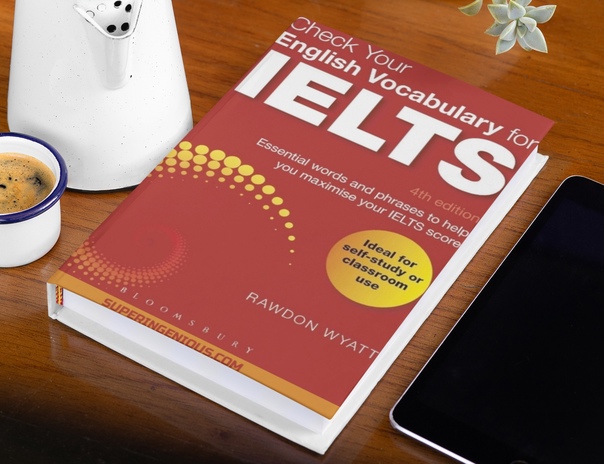 Check Your
English Vocabulary for
IELTS
4th edition
Essential words and phrases to help
you maximise your IELTS score
Ideal for
self-study or
classroom
use
RAWDON WYATT
BLOOMSBURY
SUPERINGENIOUS.COM